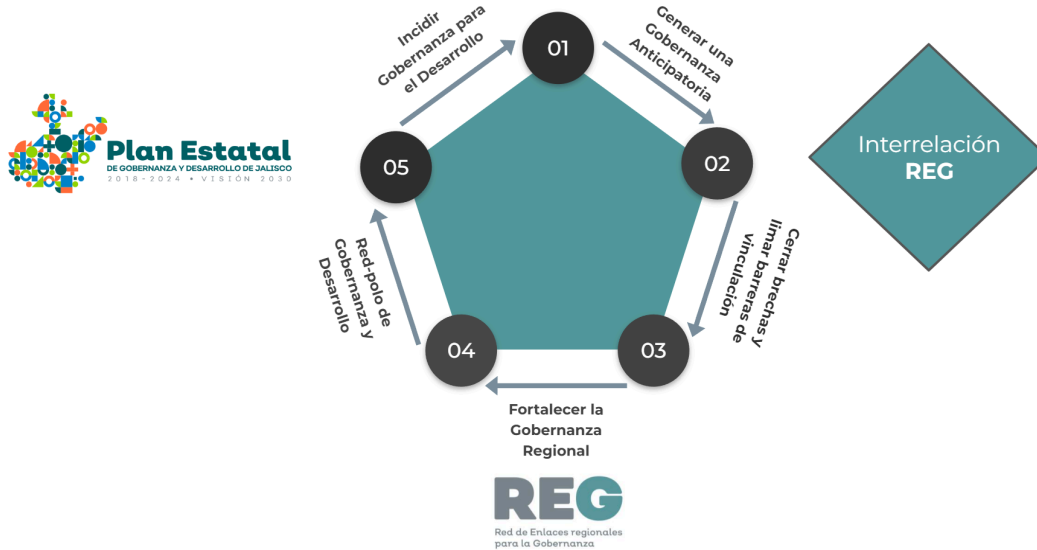 Plan Estatal
DE GOBERNANZA Y DESARROLLO DE JALISCO
2018-2024 • VISIÓN 2030
Incidir
Gobernanza para
el Desarrollo
01
Generar una
Gobernanza
Anticipatoria
02
Cerrar brechas y
limar barreras de
vinculación
03
Fortalecer la
Gobernanza
Regional
04
Red-polo de
Gobernanza y
Desarrollo
05
Interrelación
REG
REG
Red de Enlaces regionales
para la Gobernanza